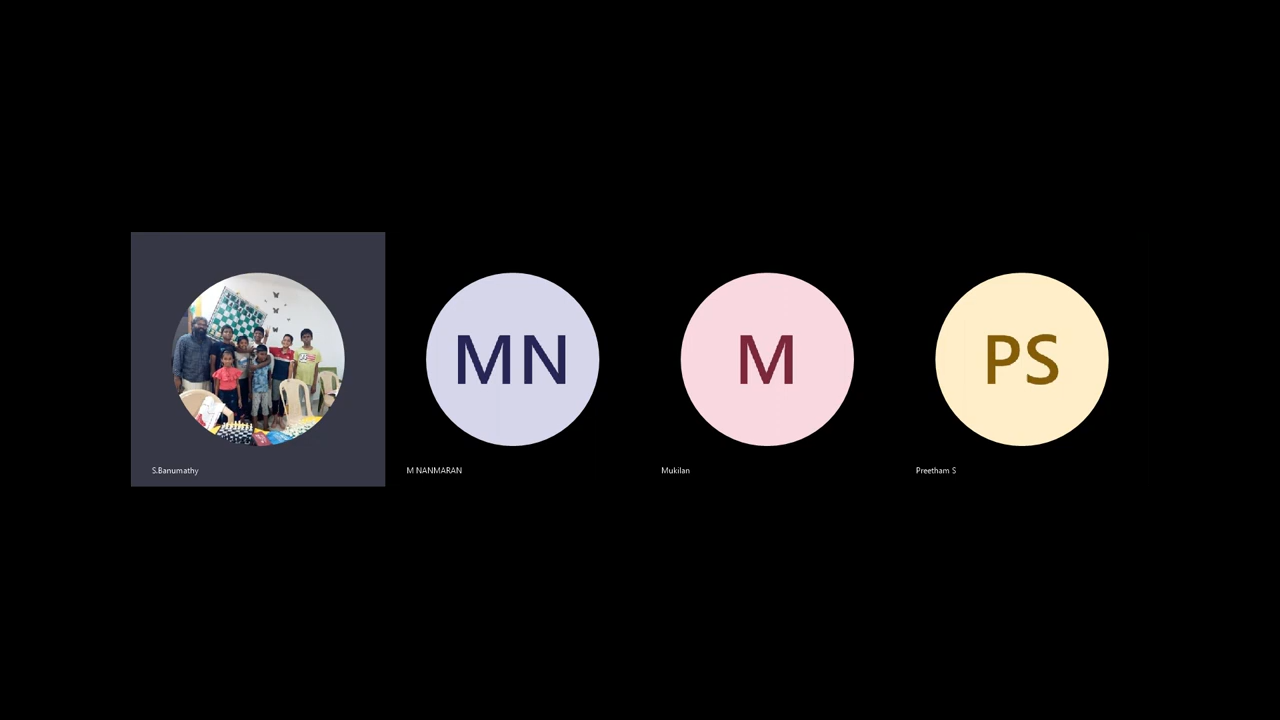 MN
M
PS
S.Banumathy
M NANMARAN
Mukilan
Preetham S